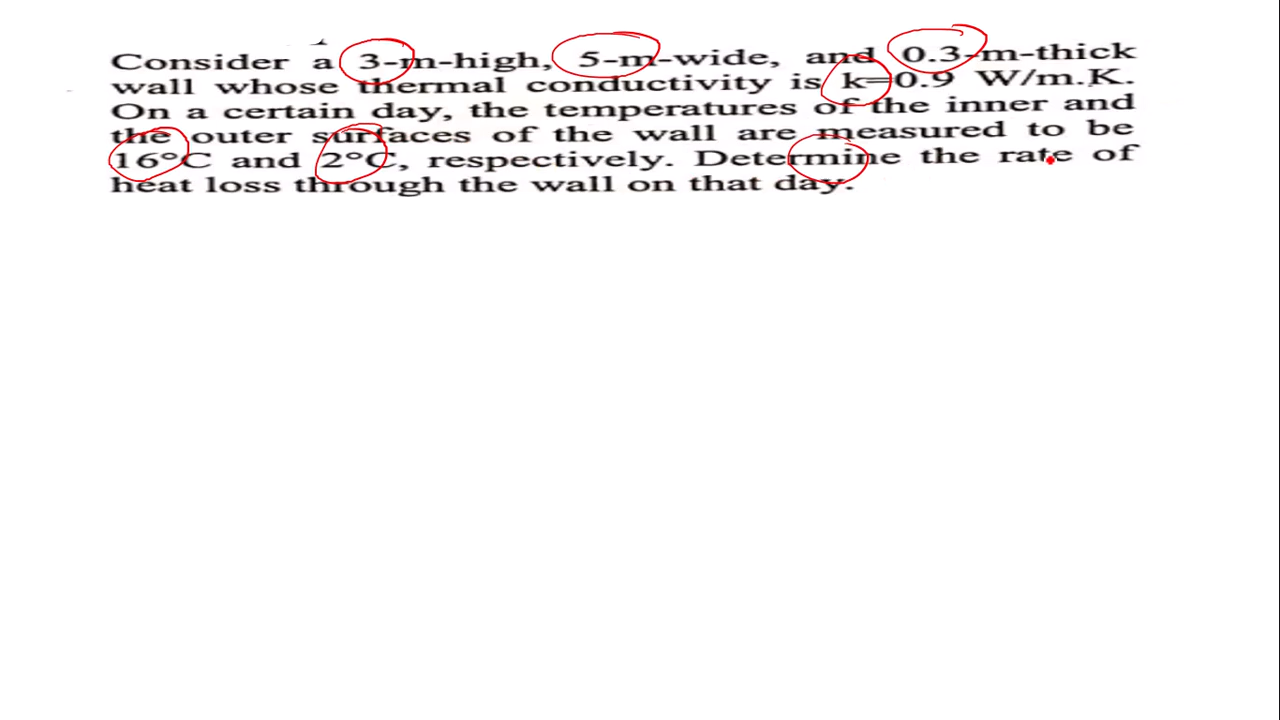 Consider a 3-m-high, 5-m-wide, and 0.3-m-thick
wall whose thermal conductivity is k=0.9 W/m.K.
On a certain day, the temperatures of the inner and
the outer surfaces of the wall are measured to be
16°C and 2°C, respectively. Determine the rate of
heat loss through the wall on that day.